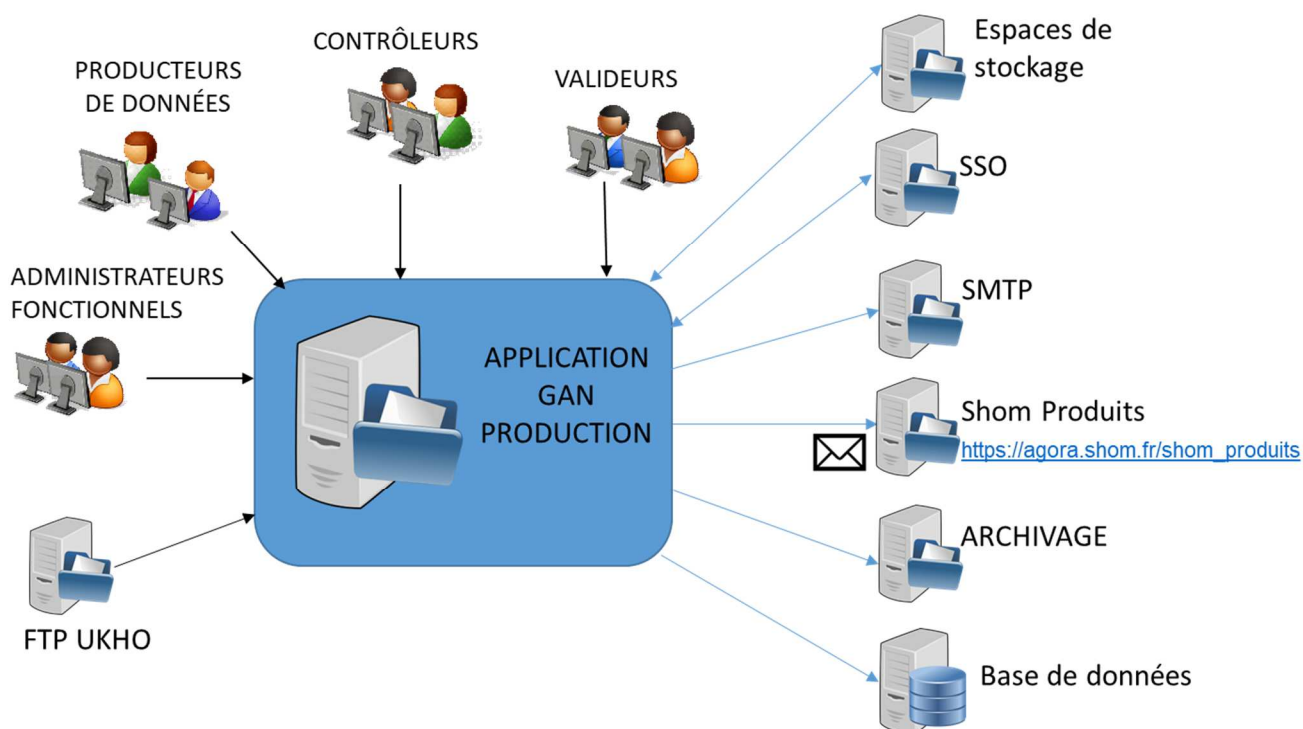 CONTRÔLEURS
PRODUCTEURS
DE DONNÉES
VALIDEURS
ADMINISTRATEURS
FONCTIONNELS
FTP UKHO
APPLICATION
GAN
PRODUCTION
Espaces de
stockage
SSO
SMTP
Shom Produits
https://agora.shom.fr/shom_produits
ARCHIVAGE
Base de données